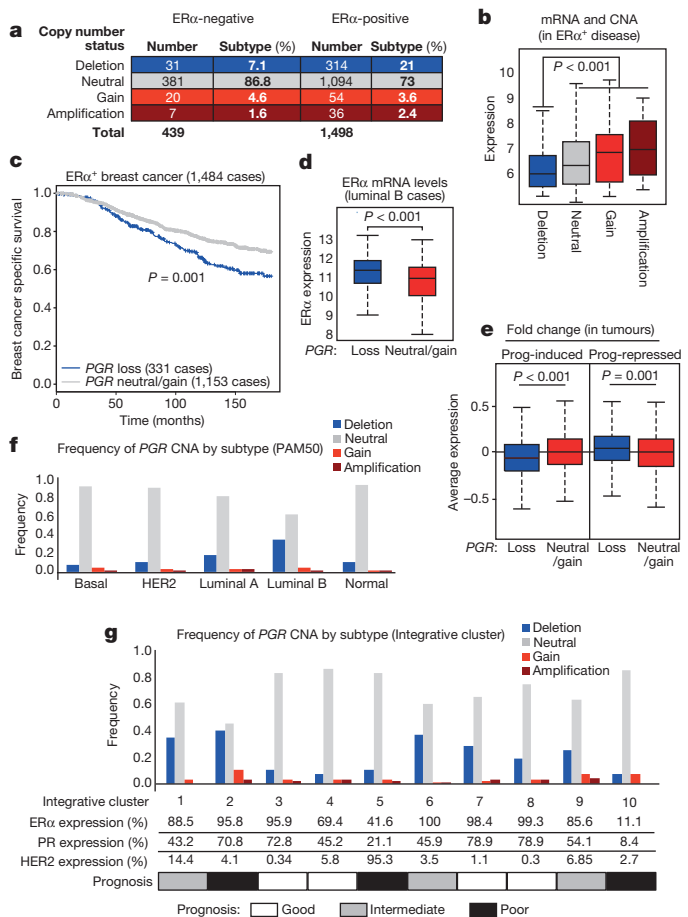 a
ERα-negative ERα-positive
Copy number status Number Subtype (%) Number Subtype (%)
Deletion 31 7.1 314 21
Neutral 381 86.8 1,094 73
Gain 20 4.6 54 3.6
Amplification 7 1.6 36 2.4
Total 439 1,498
b
mRNA and CNA
(in ERα+ disease)
P < 0.001
10
9
8
7
6
Expression
Deletion
Neutral
Gain
Amplification
c
ERα+ breast cancer (1,484 cases)
1.0
0.8
0.6
0.4
0.2
0.0
Breast cancer specific survival
P = 0.001
PGR loss (331 cases)
PGR neutral/gain (1,153 cases)
0 50 100 150
Time (months)
d
ERα mRNA levels
(luminal B cases)
P < 0.001
13
12
11
10
9
8
ERα expression
PGR: Loss Neutral/gain
e
Fold change (in tumours)
Prog-induced Prog-repressed
P < 0.001 P = 0.001
0.5
0
−0.5
Average expression
PGR: Loss Neutral /gain Loss Neutral /gain
f
Frequency of PGR CNA by subtype (PAM50)
Deletion
Neutral
Gain
Amplification
1.0
0.8
0.6
0.4
0.2
0.0
Frequency
Basal HER2 Luminal A Luminal B Normal
g
Frequency of PGR CNA by subtype (Integrative cluster)
Deletion
Neutral
Gain
Amplification
1.0
0.8
0.6
0.4
0.2
0.0
Frequency
Integrative cluster 1 2 3 4 5 6 7 8 9 10
ERα expression (%) 88.5 95.8 95.9 69.4 41.6 100 98.4 99.3 85.6 11.1
PR expression (%) 43.2 70.8 72.8 45.2 21.1 45.9 78.9 78.9 54.1 8.4
HER2 expression (%) 14.4 4.1 0.34 5.8 95.3 3.5 1.1 0.3 6.85 2.7
Prognosis
Prognosis: Good Intermediate Poor